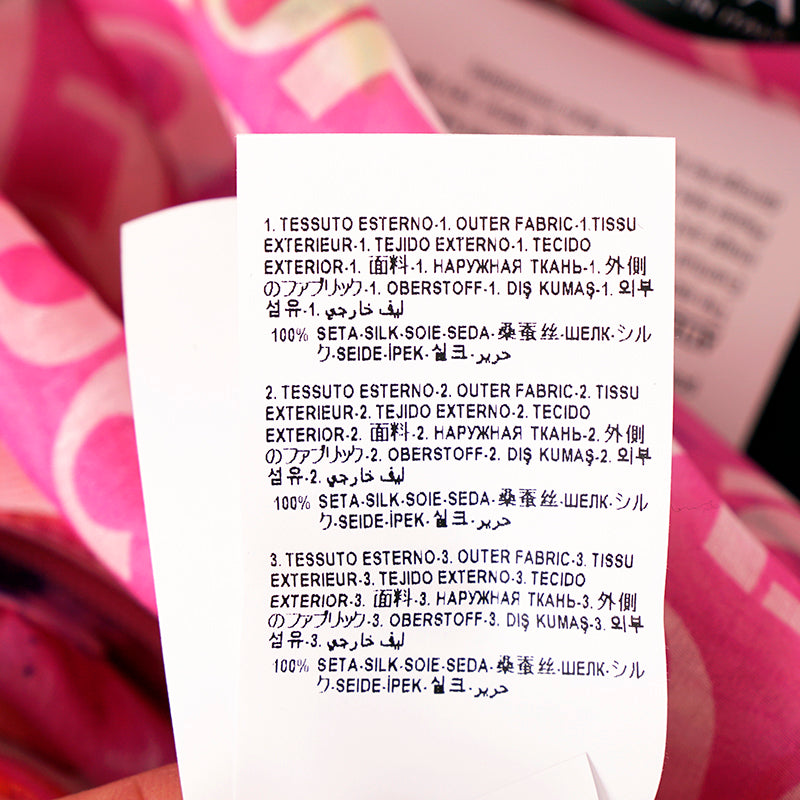 1. TESSUTO ESTERNO-1. OUTER FABRIC-1.TISSU
EXTERIEUR-1. TEJIDO EXTERNO-1. TECIDO
EXTERIOR-1. 面料-1. НАРУЖНАЯ ТКАНЬ-1. 外側
のファブリック-1. OBERSTOFF-1. DIŞ KUMAŞ-1. 외부
섬유-1. ليف خارجي
100% SETA-SILK-SOIE-SEDA-桑蚕丝-ШЕЛК-シル
ク-SEIDE-İPEK-실크-حرير
2. TESSUTO ESTERNO-2. OUTER FABRIC-2. TISSU
EXTERIEUR-2. TEJIDO EXTERNO-2. TECIDO
EXTERIOR-2. 面料-2. НАРУЖНАЯ ТКАНЬ-2. 外側
のファブリック-2. OBERSTOFF-2. DIŞ KUMAŞ-2. 외부
섬유-2. ليف خارجي
100% SETA-SILK-SOIE-SEDA-桑蚕丝-ШЕЛК-シル
ク-SEIDE-İPEK-실크-حرير
3. TESSUTO ESTERNO-3. OUTER FABRIC-3. TISSU
EXTERIEUR-3. TEJIDO EXTERNO-3. TECIDO
EXTERIOR-3. 面料-3. НАРУЖНАЯ ТКАНЬ-3. 外側
のファブリック-3. OBERSTOFF-3. DIŞ KUMAŞ-3. 외부
섬유-3. ليف خارجي
100% SETA-SILK-SOIE-SEDA-桑蚕丝-ШЕЛК-シル
ク-SEIDE-İPEK-실크-حرير